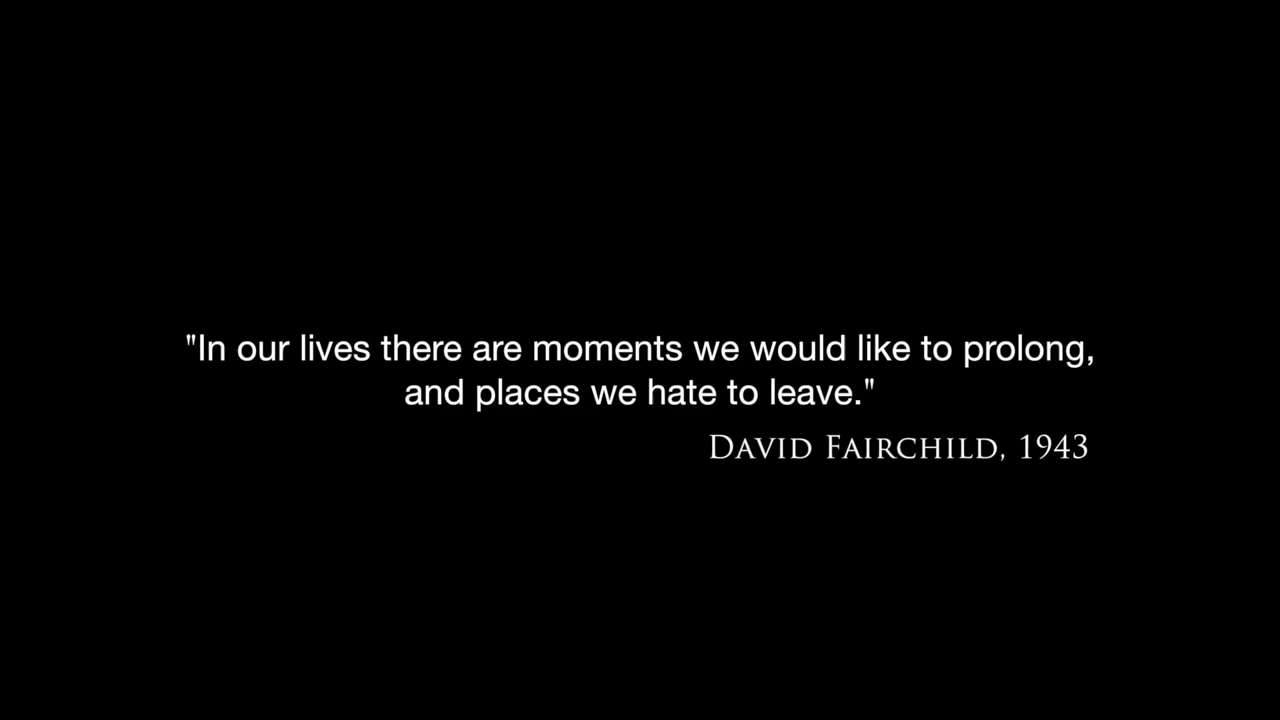 "In our lives there are moments we would like to prolong,
and places we hate to leave."
David Fairchild, 1943